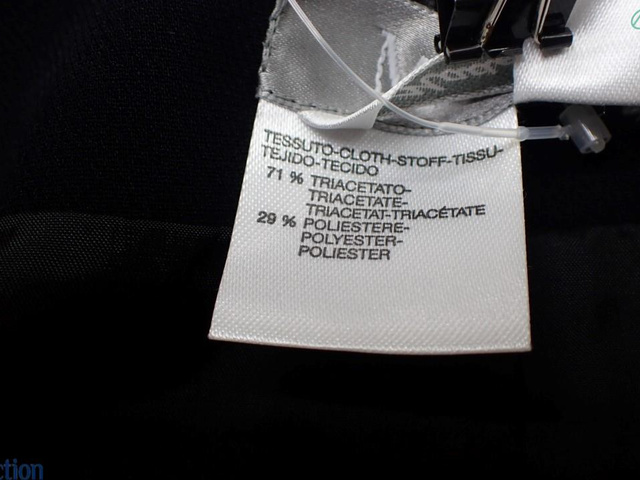 TESSUTO-CLOTH-STOFF-TISSU-
TEJIDO-TECIDO
71 % TRIACETATO-
TRIACETATE-
TRIACETAT-TRIACÉTATE
29 % POLIESTERE-
POLYESTER-
POLIESTER
ction